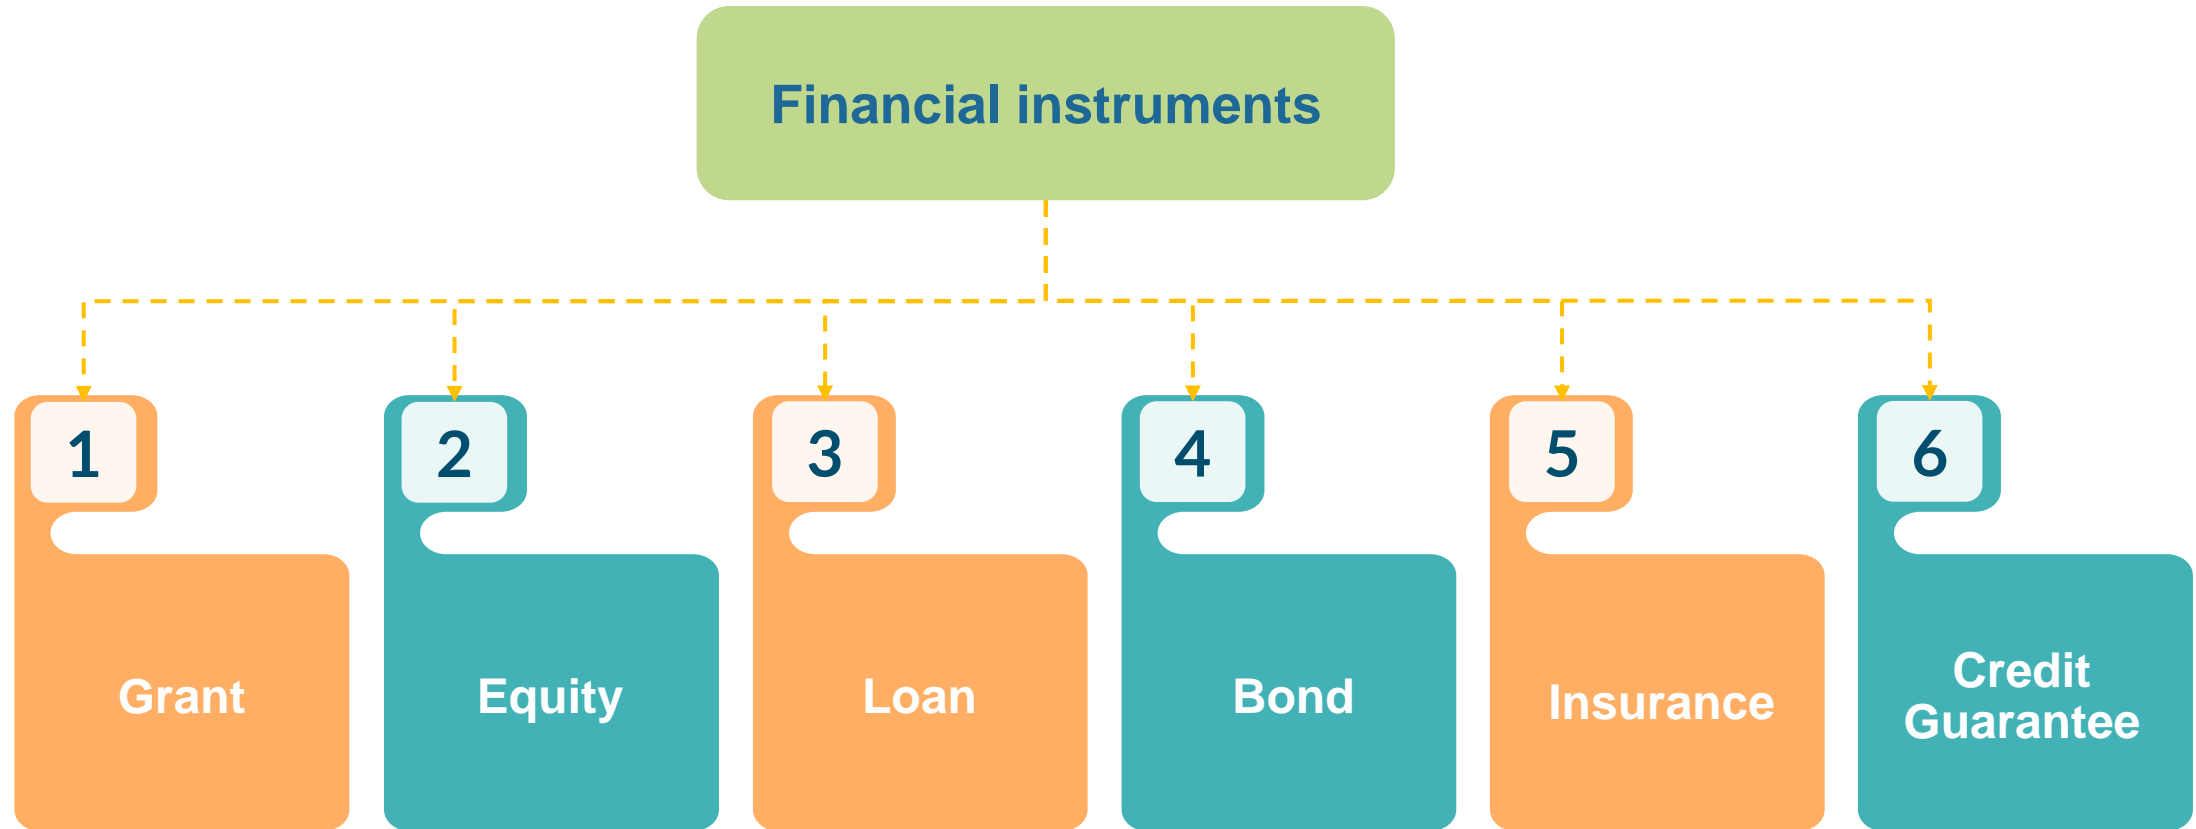 Financial instruments
1
2
3
4
5
6
Grant
Equity
Loan
Bond
Insurance
Credit
Guarantee